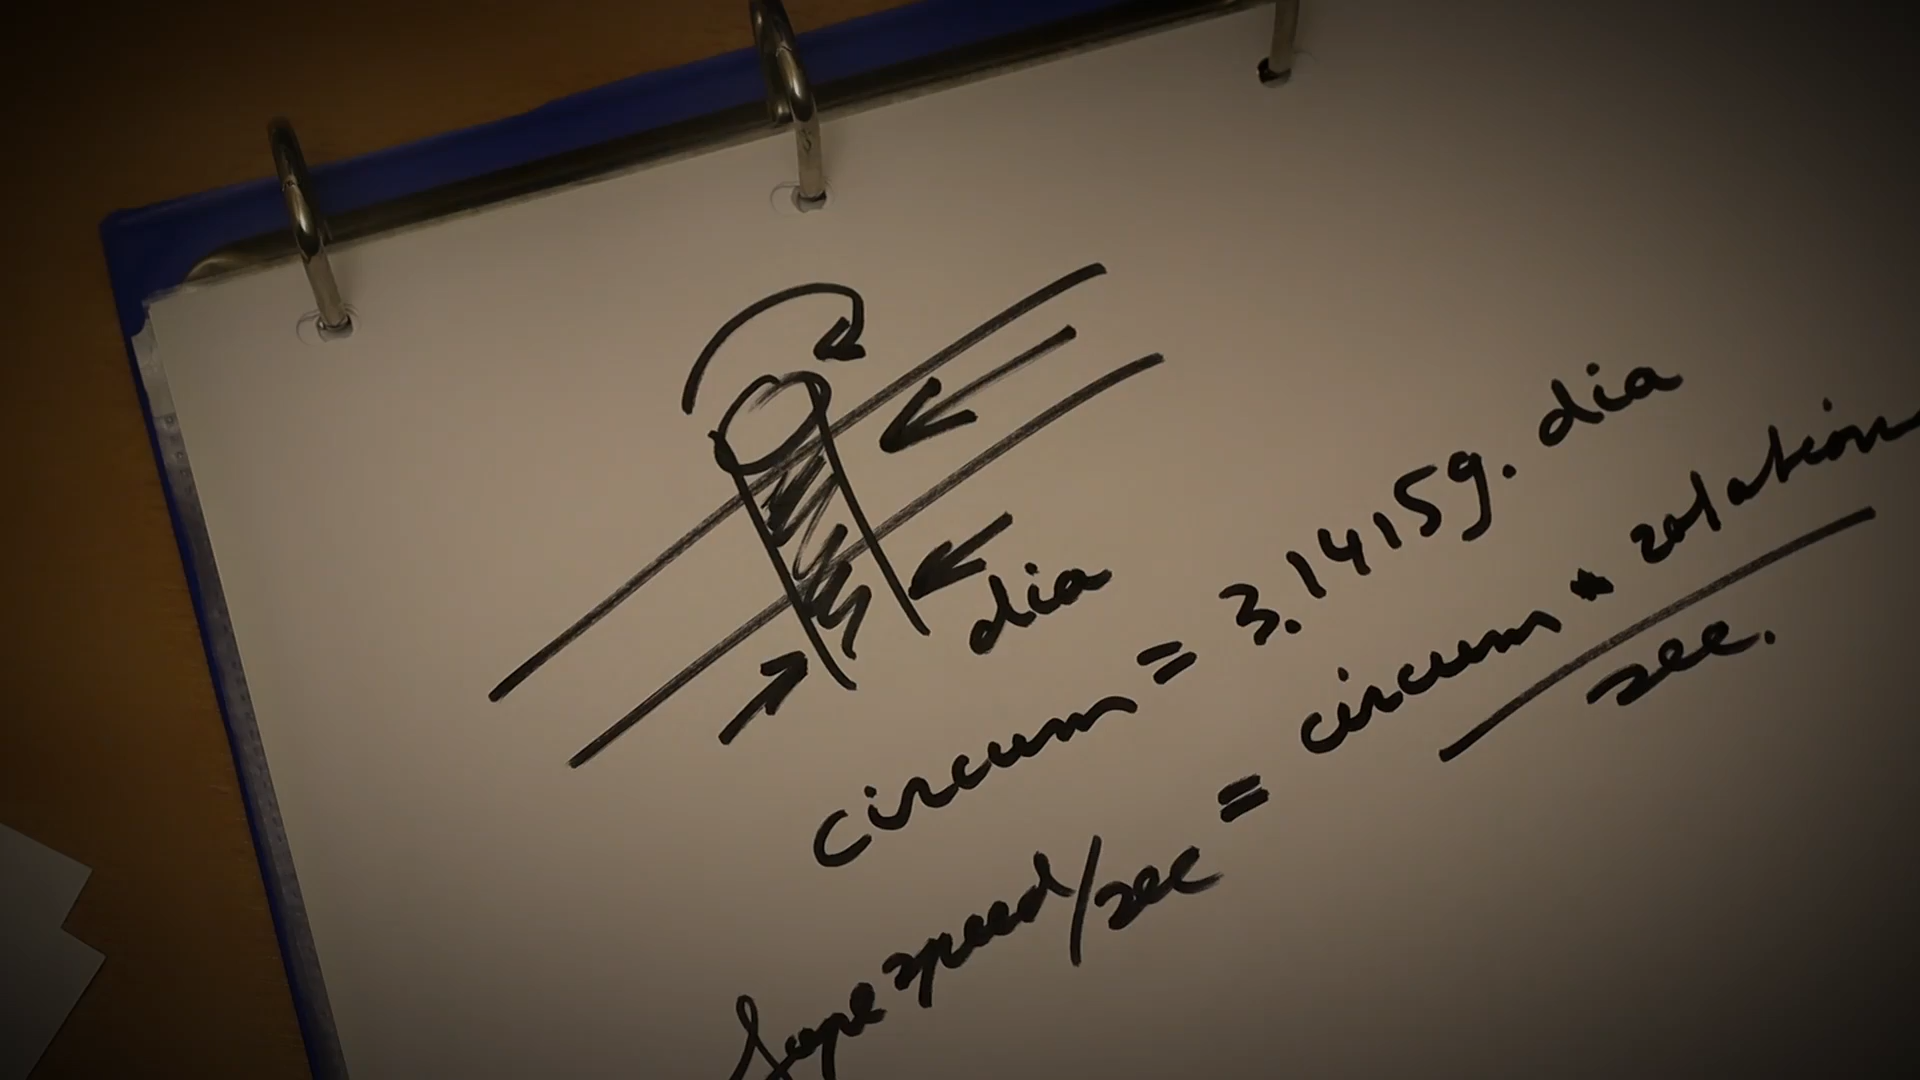 dia
circum = 3.14159. dia
Tape speed/sec = circum * rotation
sec.